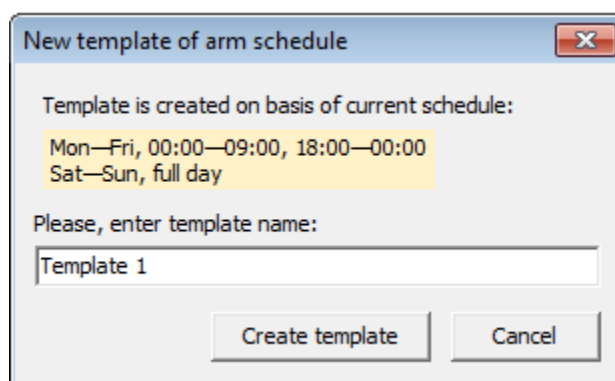 New template of arm schedule
Template is created on basis of current schedule:
Mon—Fri, 00:00—09:00, 18:00—00:00
Sat—Sun, full day
Please, enter template name:
Template 1
Create template
Cancel